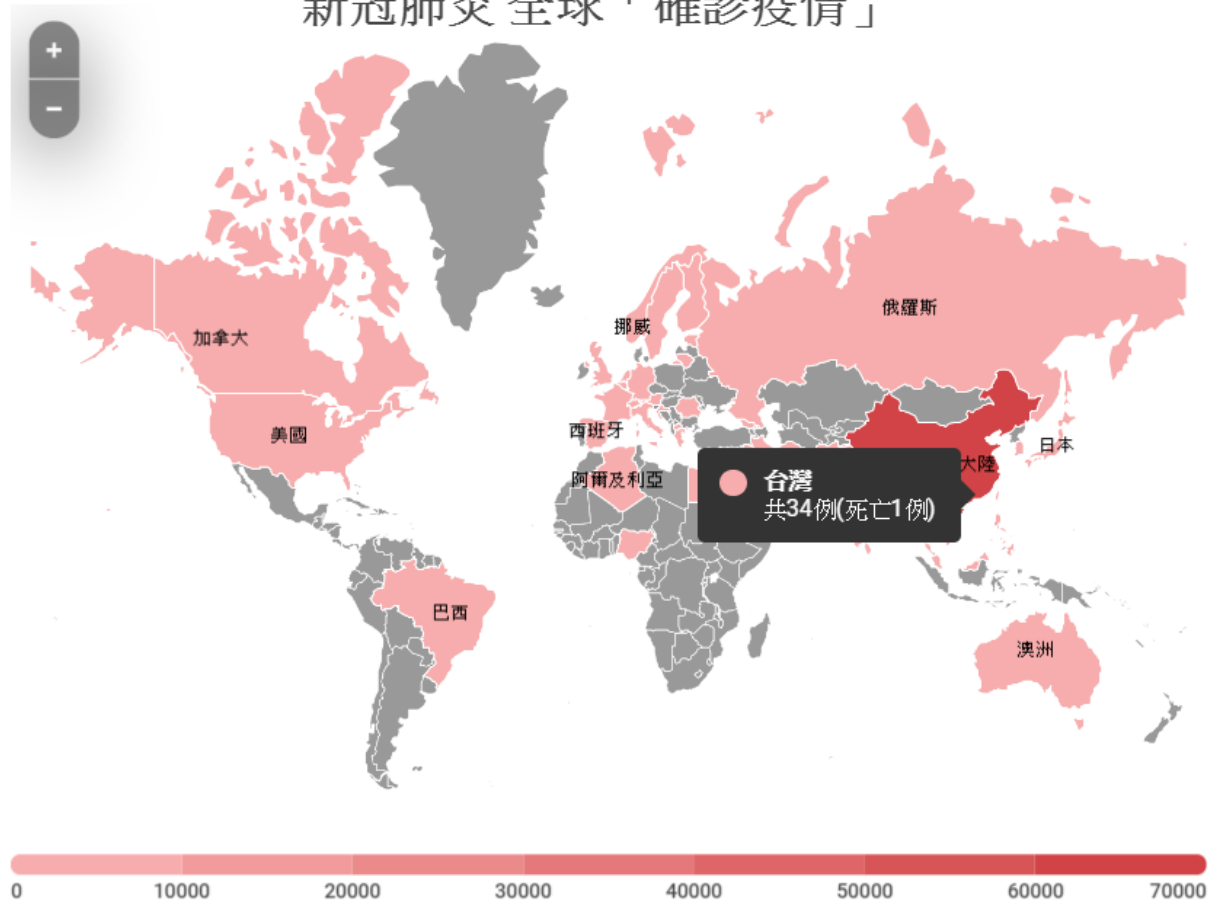 新冠肺炎 全球「確診疫情」
+
−
俄羅斯
挪威
加拿大
西班牙
美國
日本
大陸
阿爾及利亞
台灣
共34例(死亡1例)
巴西
澳洲
0 10000 20000 30000 40000 50000 60000 70000